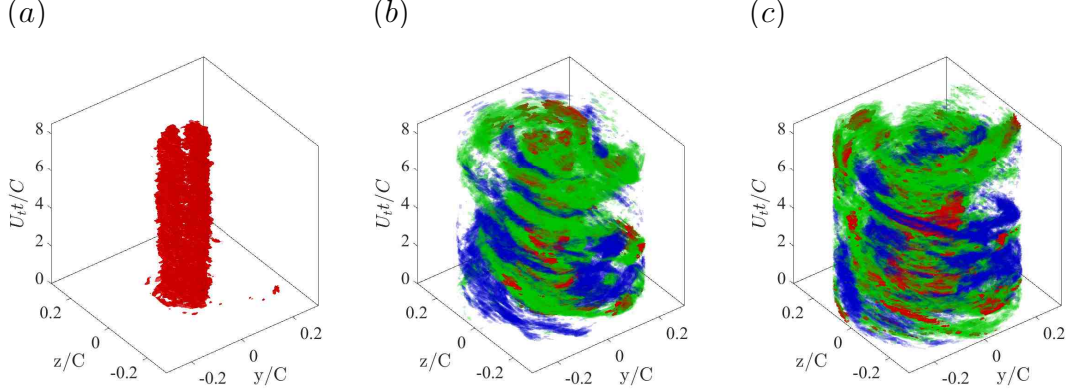 (a) (b) (c)
8 8 8
6 6 6
4 4 4
2 2 2
0 0 0
U_t t/C U_t t/C U_t t/C
0.2 0.2 0.2 0.2 0.2 0.2
0 0 0 0 0 0
-0.2 -0.2 -0.2 -0.2 -0.2 -0.2
z/C y/C z/C y/C z/C y/C